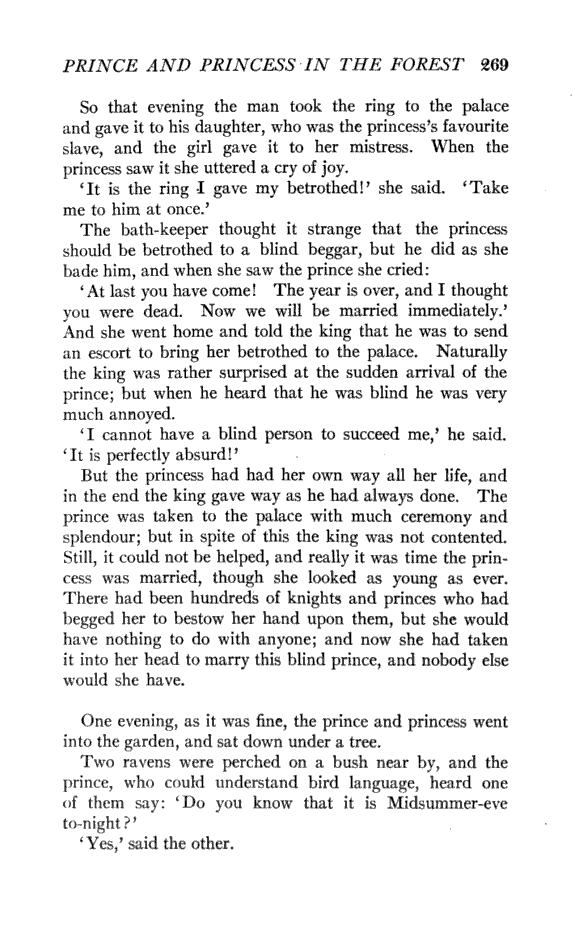 PRINCE AND PRINCESS IN THE FOREST 269
So that evening the man took the ring to the palace
and gave it to his daughter, who was the princess's favourite
slave, and the girl gave it to her mistress. When the
princess saw it she uttered a cry of joy.
'It is the ring I gave my betrothed!' she said. 'Take
me to him at once.'
The bath-keeper thought it strange that the princess
should be betrothed to a blind beggar, but he did as she
bade him, and when she saw the prince she cried:
'At last you have come! The year is over, and I thought
you were dead. Now we will be married immediately.'
And she went home and told the king that he was to send
an escort to bring her betrothed to the palace. Naturally
the king was rather surprised at the sudden arrival of the
prince; but when he heard that he was blind he was very
much annoyed.
'I cannot have a blind person to succeed me,' he said.
'It is perfectly absurd!'
But the princess had had her own way all her life, and
in the end the king gave way as he had always done. The
prince was taken to the palace with much ceremony and
splendour; but in spite of this the king was not contented.
Still, it could not be helped, and really it was time the prin-
cess was married, though she looked as young as ever.
There had been hundreds of knights and princes who had
begged her to bestow her hand upon them, but she would
have nothing to do with anyone; and now she had taken
it into her head to marry this blind prince, and nobody else
would she have.
One evening, as it was fine, the prince and princess went
into the garden, and sat down under a tree.
Two ravens were perched on a bush near by, and the
prince, who could understand bird language, heard one
of them say: 'Do you know that it is Midsummer-eve
to-night?'
'Yes,' said the other.